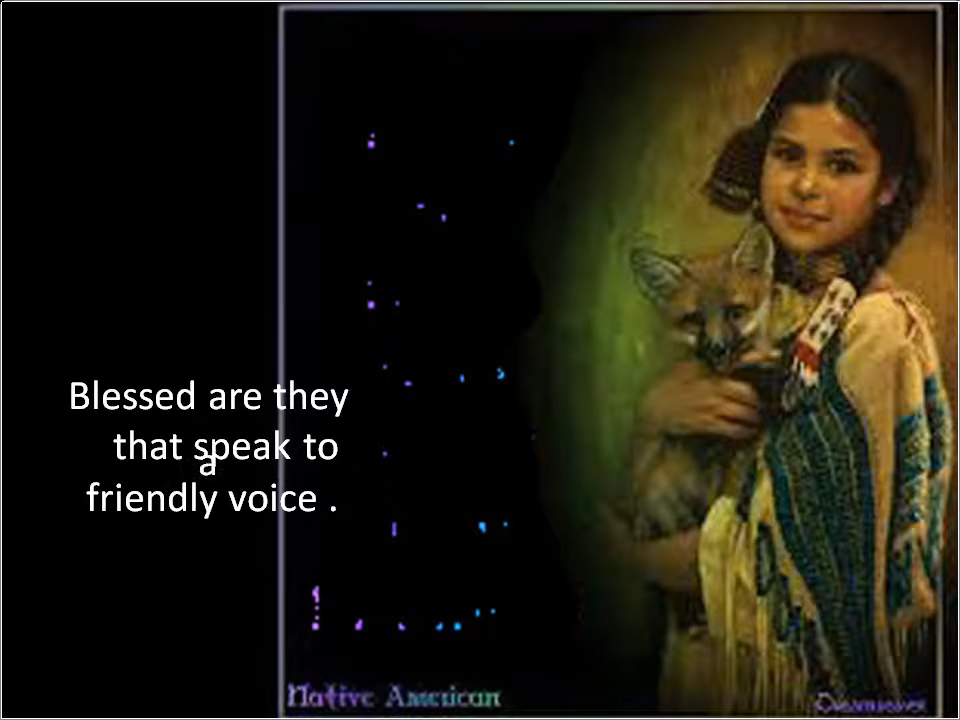 Blessed are they
that speak to
a
friendly voice .
Native American